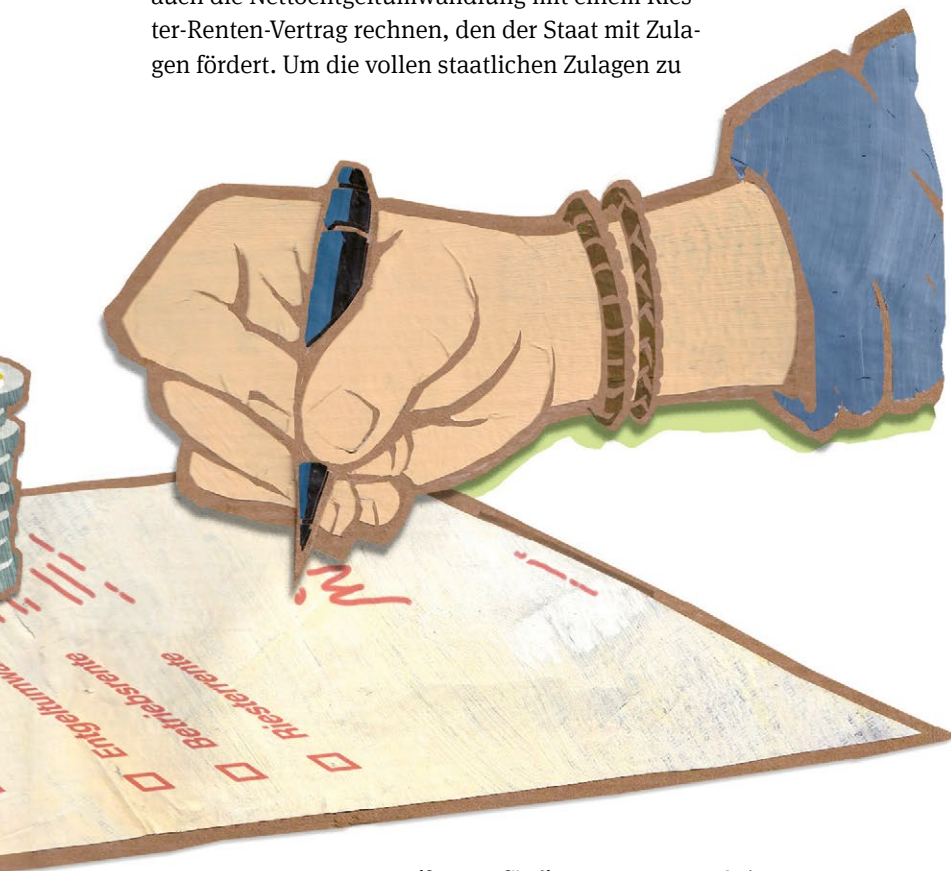 auch die Nettoentgeltumwandlung mit einem Ries-
ter-Renten-Vertrag rechnen, den der Staat mit Zula-
gen fördert. Um die vollen staatlichen Zulagen zu
Riesterrente
Betriebsrente